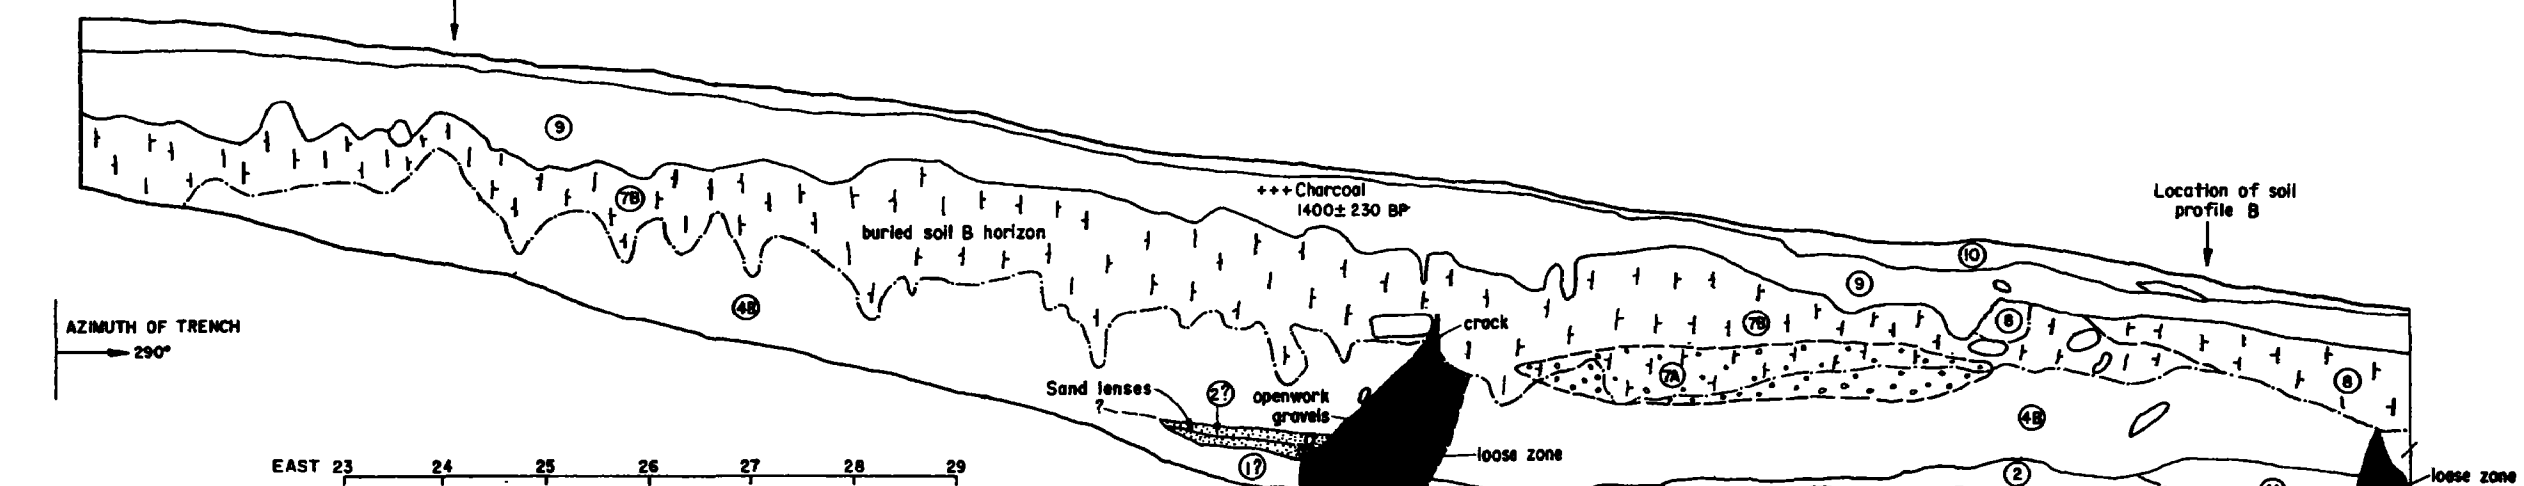 9
+++ Charcoal
1400± 230 BP
Location of soil
profile B
7B
buried soil B horizon
10
9
4B
AZIMUTH OF TRENCH
290°
crack
7B
8
7A
8
Sand lenses
?
2?
openwork
gravels
4B
EAST 23 24 25 26 27 28 29
1?
loose zone
2
loose zone